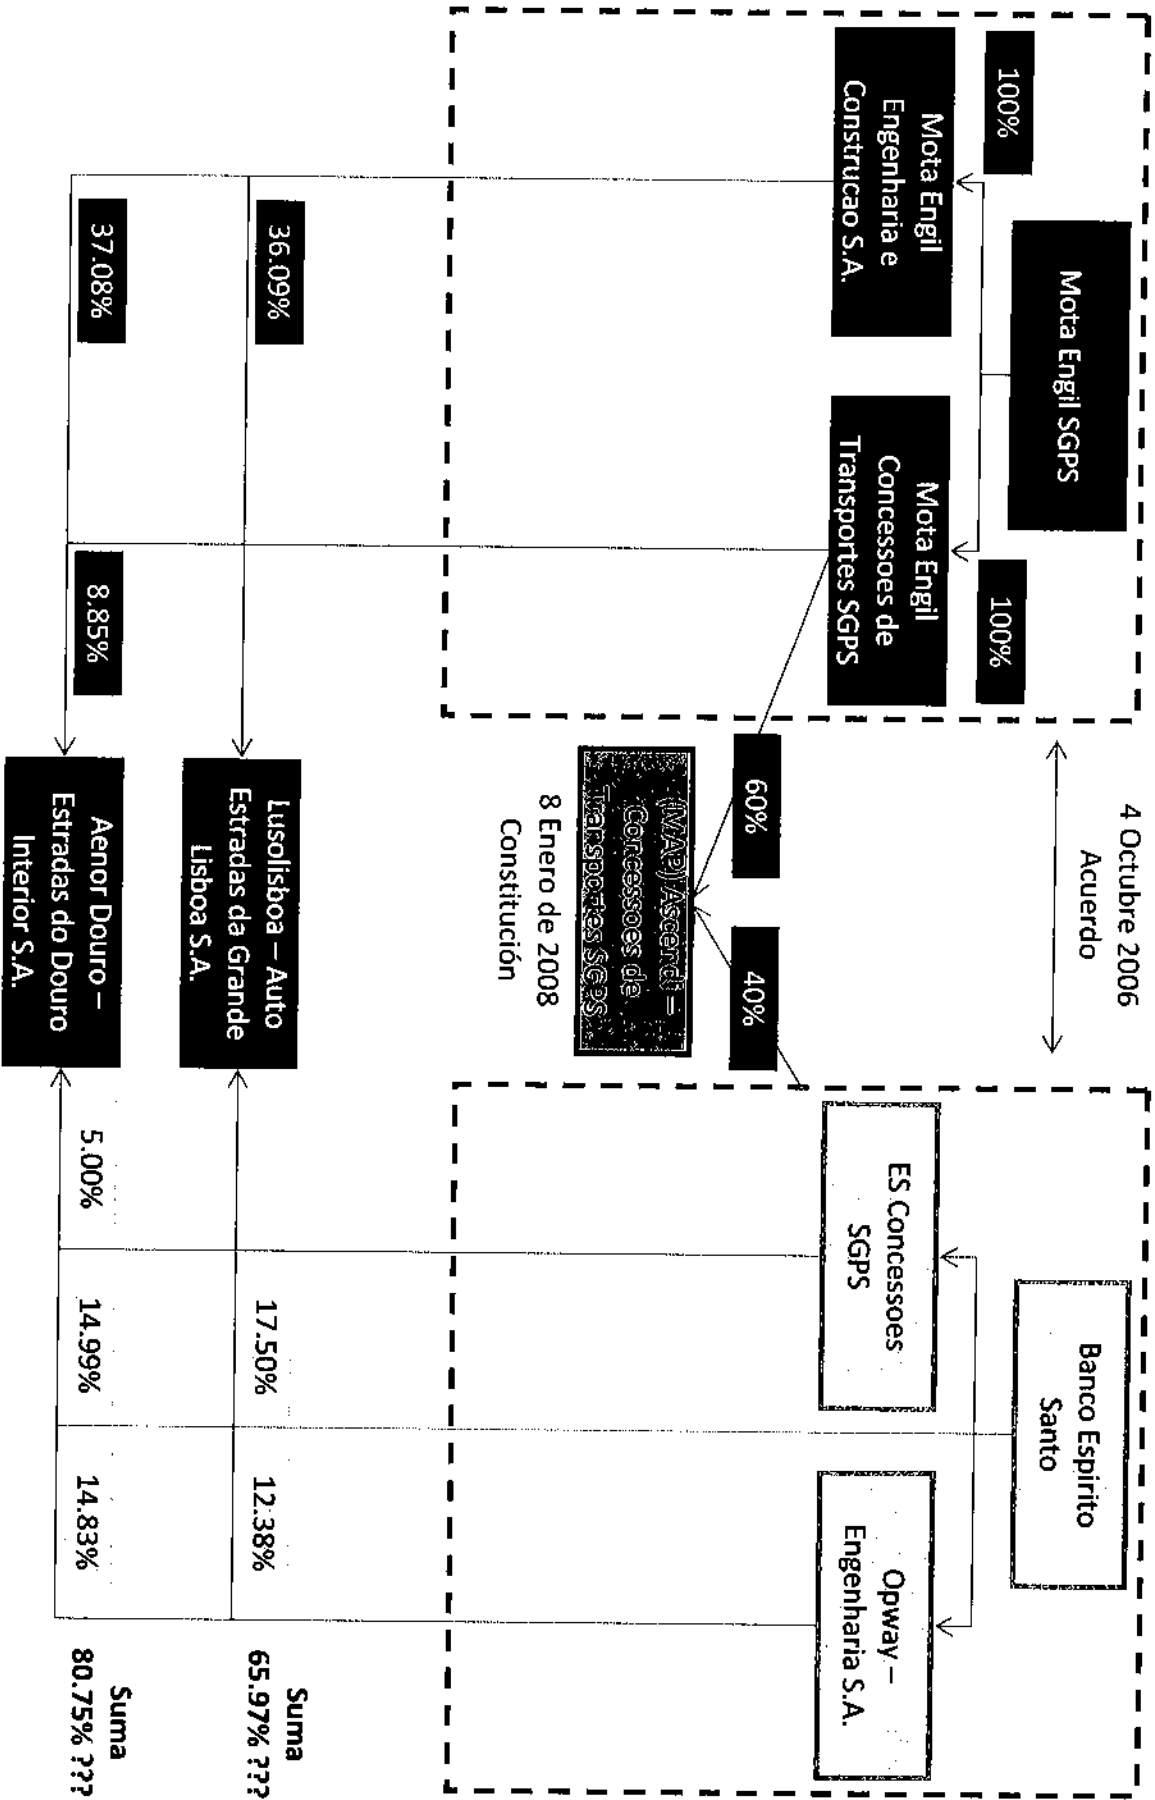 4 Octubre 2006
Acuerdo
Mota Engil SGPS
Banco Espirito
Santo
100%
100%
Mota Engil
Engenharia e
Construcao S.A.
Mota Engil
Concessoes de
Transportes SGPS
ES Concessoes
SGPS
Opway –
Engenharia S.A.
60%
40%
(MAP) Ascendi –
Concessoes de
Transportes SGPS
8 Enero de 2008
Constitución
36.09%
Lusolisboa – Auto
Estradas da Grande
Lisboa S.A.
17.50%
12.38%
Suma
65.97% ???
37.08%
8.85%
Aenor Douro –
Estradas do Douro
Interior S.A.
5.00%
14.99%
14.83%
Suma
80.75% ???